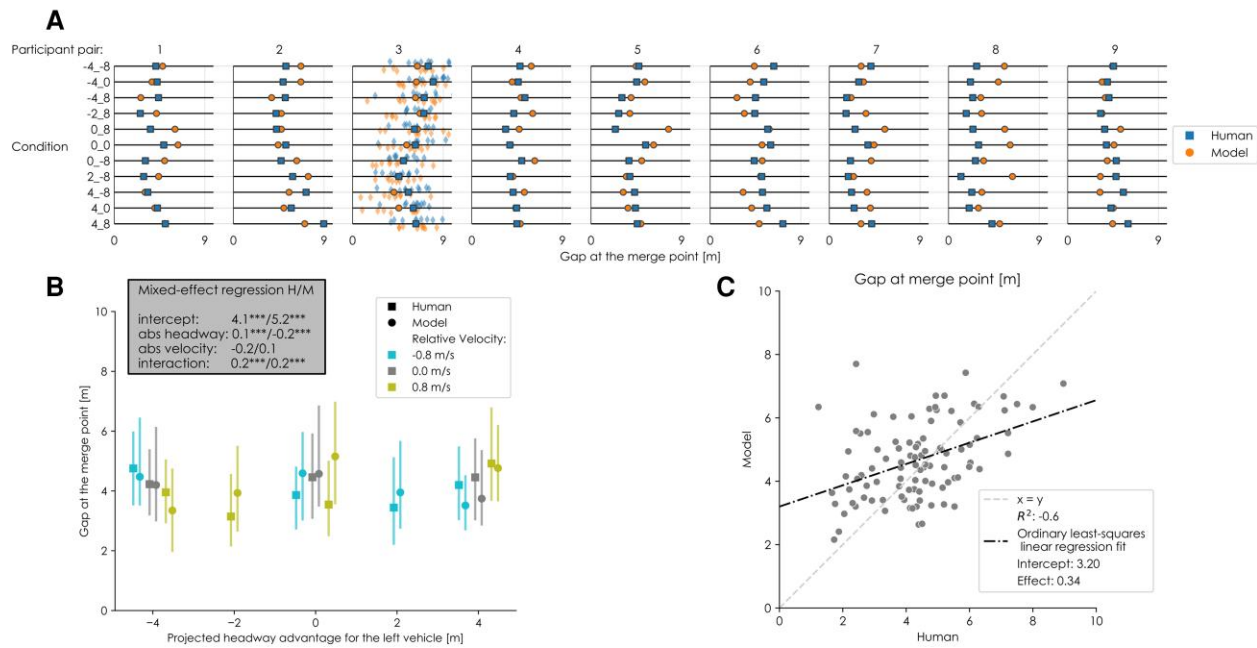 A
Participant pair: 1 2 3 4 5 6 7 8 9
Condition
-4_-8
-4_0
-4_8
-2_8
0_8
0_0
0_-8
2_-8
4_-8
4_0
4_8
0 9 0 9 0 9 0 9 0 9 0 9 0 9 0 9 0 9
Gap at the merge point [m]
Human
Model
B
Mixed-effect regression H/M
intercept: 4.1***/5.2***
abs headway: 0.1***/-0.2***
abs velocity: -0.2/0.1
interaction: 0.2***/0.2***
Human
Model
Relative Velocity:
-0.8 m/s
0.0 m/s
0.8 m/s
Gap at the merge point [m]
10
8
6
4
2
0
−4 −2 0 2 4
Projected headway advantage for the left vehicle [m]
C
Gap at merge point [m]
Model
10
8
6
4
2
0
x = y
R²: -0.6
Ordinary least-squares
linear regression fit
Intercept: 3.20
Effect: 0.34
0 2 4 6 8 10
Human